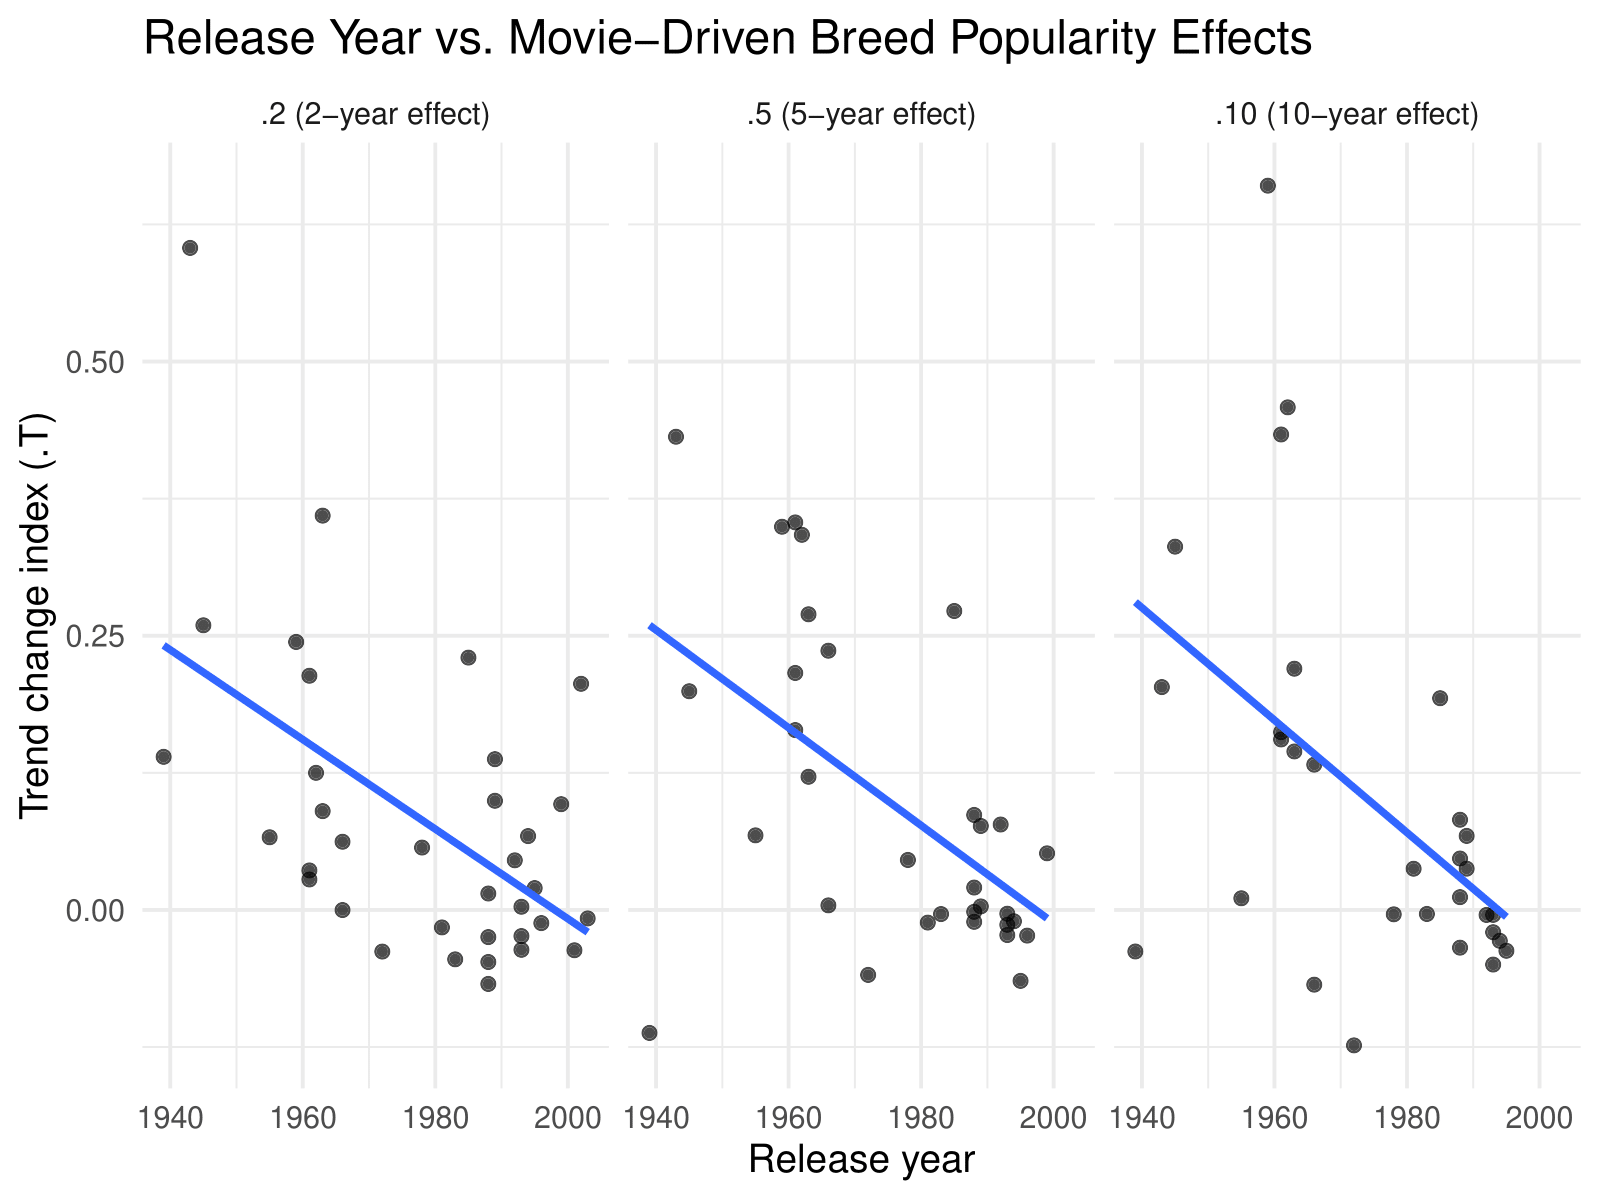 Release Year vs. Movie−Driven Breed Popularity Effects
.2 (2−year effect)
.5 (5−year effect)
.10 (10−year effect)
0.50
0.25
0.00
Trend change index (.T)
1940 1960 1980 2000
1940 1960 1980 2000
1940 1960 1980 2000
Release year